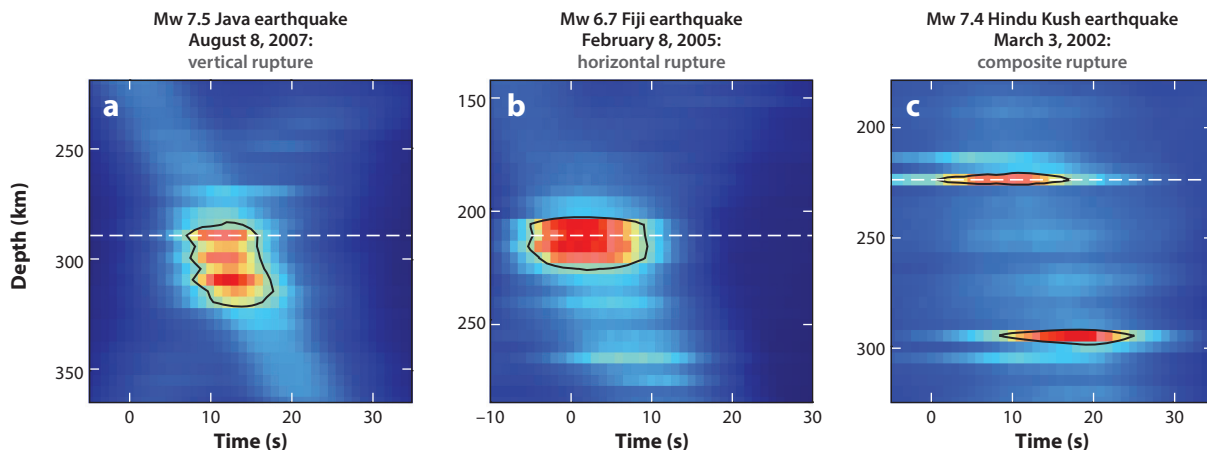 Mw 7.5 Java earthquake
August 8, 2007:
vertical rupture
Mw 6.7 Fiji earthquake
February 8, 2005:
horizontal rupture
Mw 7.4 Hindu Kush earthquake
March 3, 2002:
composite rupture
Depth (km)
a
250
300
350
0
10
20
30
Time (s)
b
150
200
250
–10
0
10
20
30
Time (s)
c
200
300
0
10
20
30
Time (s)